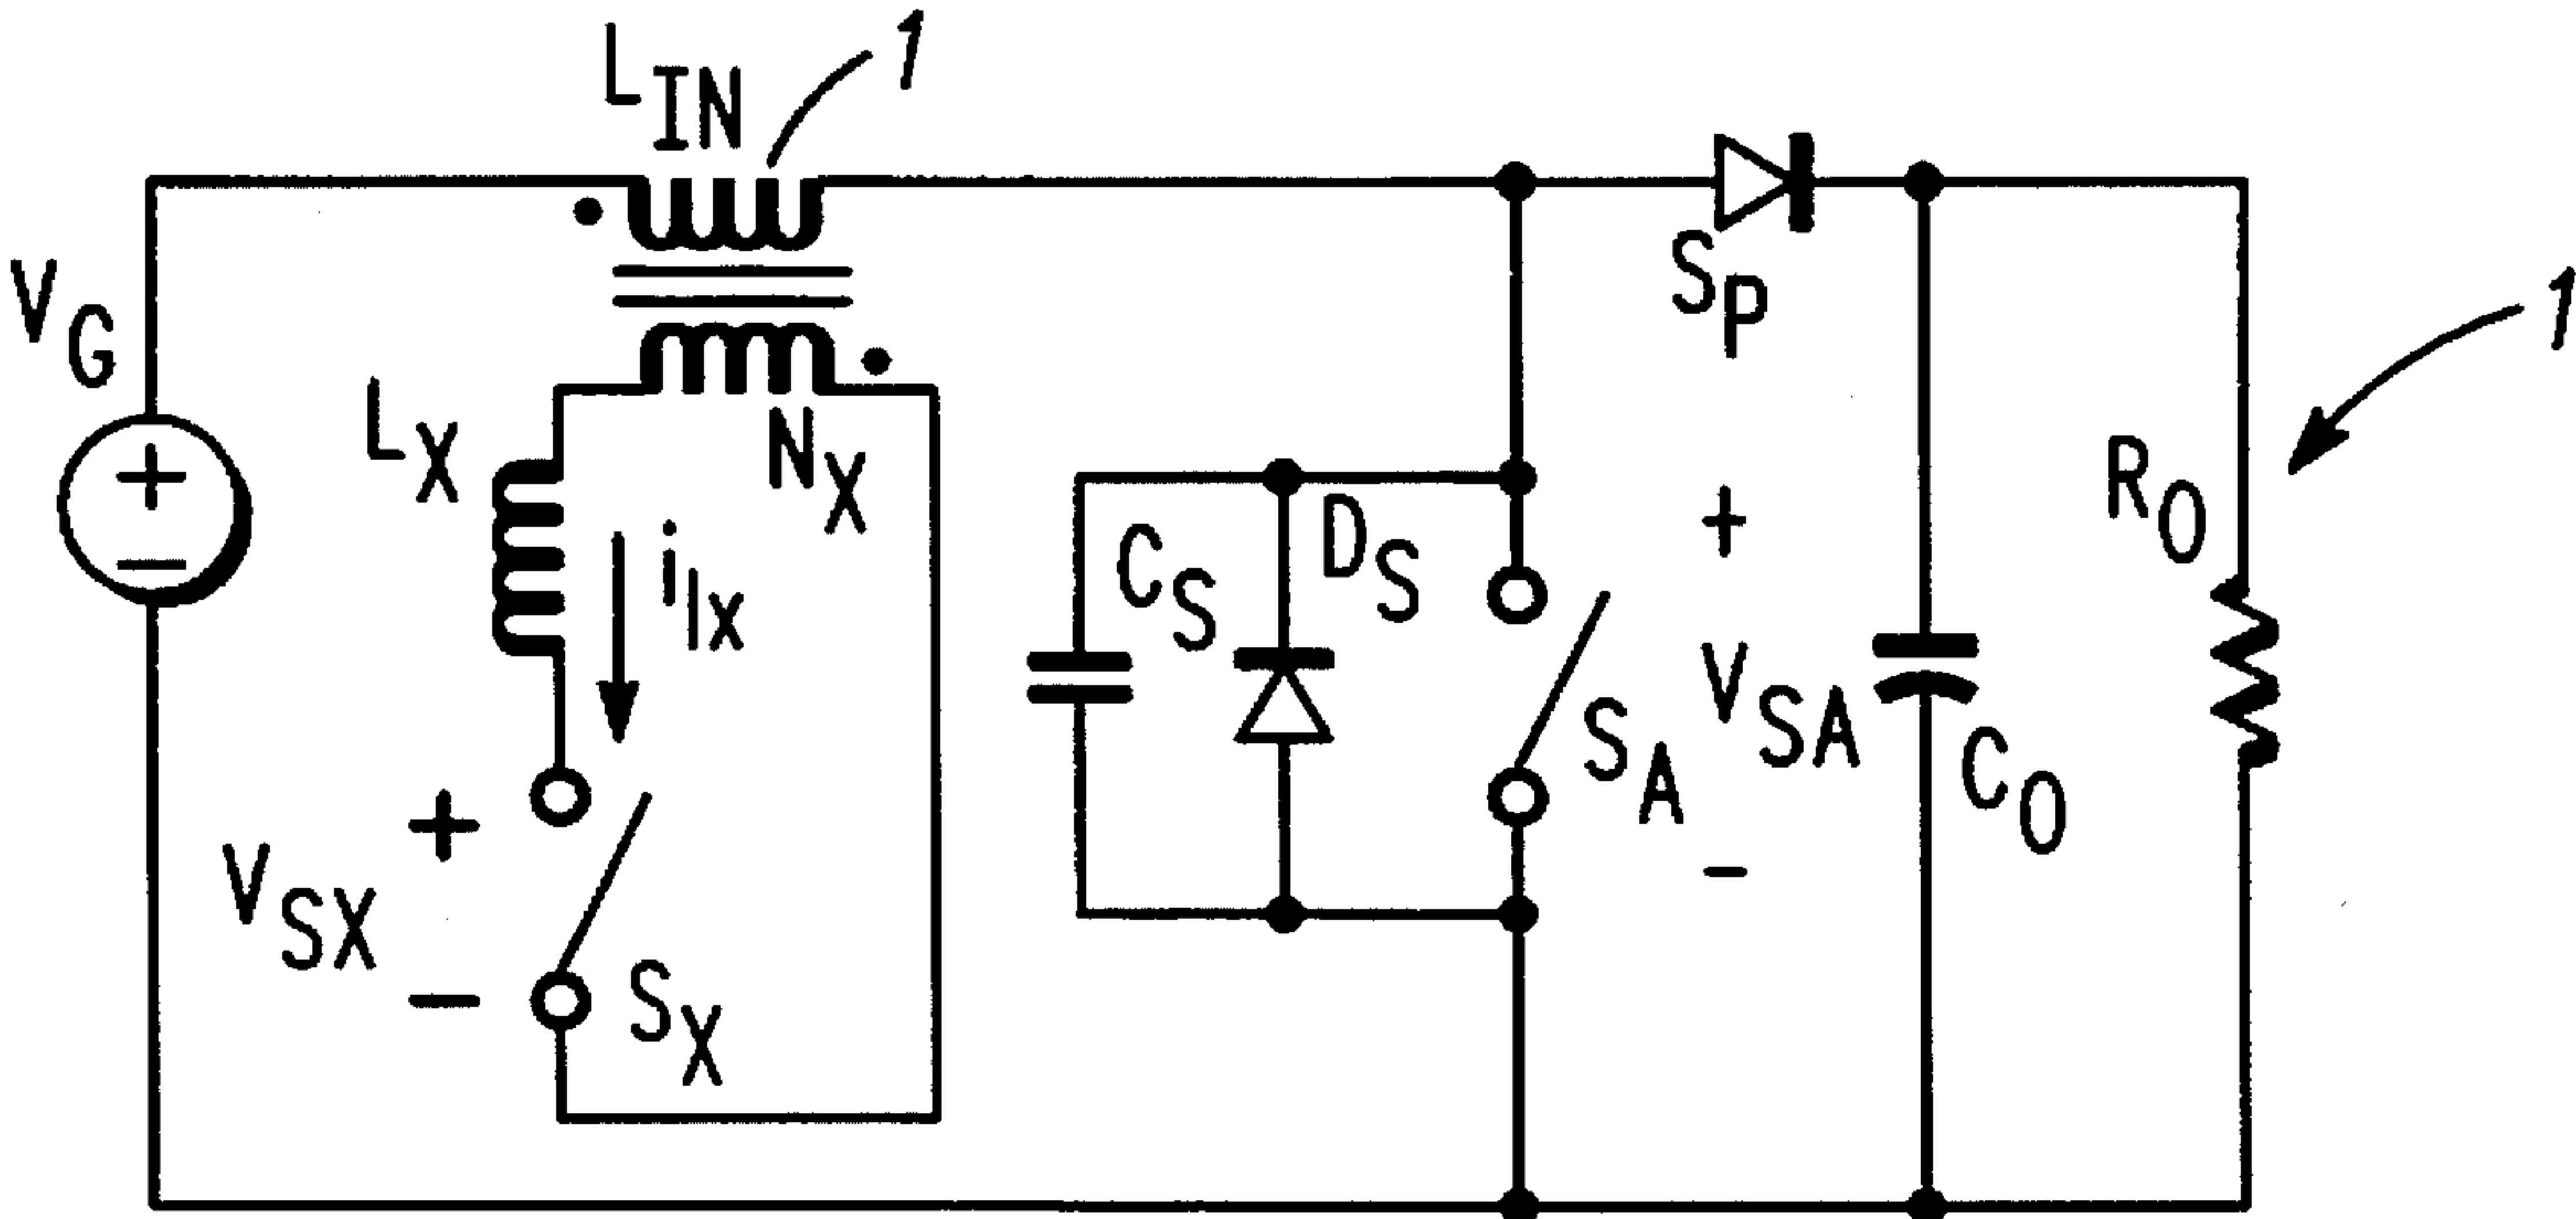 L_IN
1
V_G
+
−
L_X
N_X
i_lx
V_SX
+
−
S_X
C_S
D_S
S_A
S_P
+
V_SA
−
C_O
R_O
1